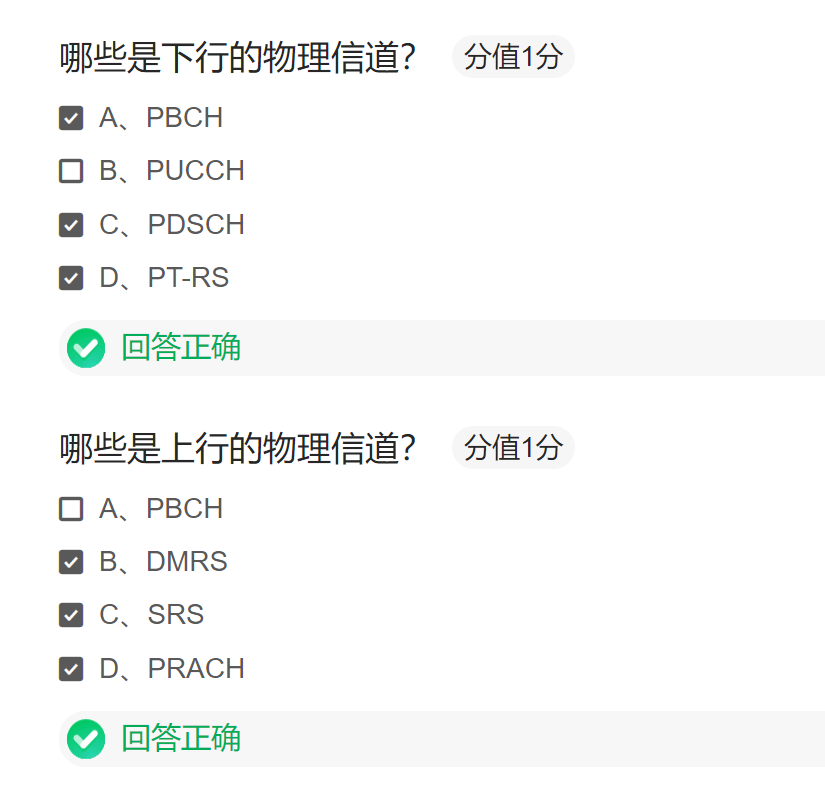 哪些是下行的物理信道? 分值1分
A、PBCH
B、PUCCH
C、PDSCH
D、PT-RS
回答正确
哪些是上行的物理信道? 分值1分
A、PBCH
B、DMRS
C、SRS
D、PRACH
回答正确